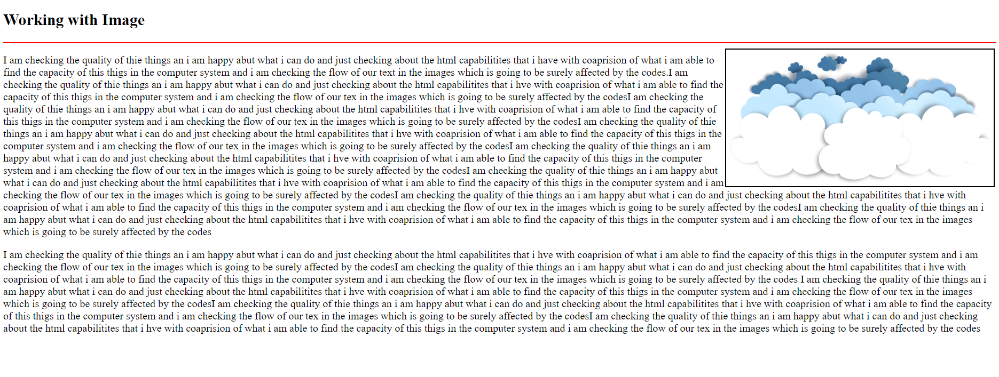 Working with Image
I am checking the quality of thie things an i am happy abut what i can do and just checking about the html capabilitites that i have with coaprision of what i am able to
find the capacity of this thigs in the computer system and i am checking the flow of our text in the images which is going to be surely affected by the codes.I am
checking the quality of thie things an i am happy abut what i can do and just checking about the html capabilitites that i hve with coaprision of what i am able to find the
capacity of this thigs in the computer system and i am checking the flow of our tex in the images which is going to be surely affected by the codesI am checking the
quality of thie things an i am happy abut what i can do and just checking about the html capabilitites that i hve with coaprision of what i am able to find the capacity of
this thigs in the computer system and i am checking the flow of our tex in the images which is going to be surely affected by the codesI am checking the quality of thie
things an i am happy abut what i can do and just checking about the html capabilitites that i hve with coaprision of what i am able to find the capacity of this thigs in the
computer system and i am checking the flow of our tex in the images which is going to be surely affected by the codesI am checking the quality of thie things an i am
happy abut what i can do and just checking about the html capabilitites that i hve with coaprision of what i am able to find the capacity of this thigs in the computer
system and i am checking the flow of our tex in the images which is going to be surely affected by the codesI am checking the quality of thie things an i am happy abut
what i can do and just checking about the html capabilitites that i hve with coaprision of what i am able to find the capacity of this thigs in the computer system and i am
checking the flow of our tex in the images which is going to be surely affected by the codesI am checking the quality of thie things an i am happy abut what i can do and just checking about the html capabilitites that i hve with
coaprision of what i am able to find the capacity of this thigs in the computer system and i am checking the flow of our tex in the images which is going to be surely affected by the codesI am checking the quality of thie things an i
am happy abut what i can do and just checking about the html capabilitites that i hve with coaprision of what i am able to find the capacity of this thigs in the computer system and i am checking the flow of our tex in the images
which is going to be surely affected by the codes
I am checking the quality of thie things an i am happy abut what i can do and just checking about the html capabilitites that i hve with coaprision of what i am able to find the capacity of this thigs in the computer system and i am
checking the flow of our tex in the images which is going to be surely affected by the codesI am checking the quality of thie things an i am happy abut what i can do and just checking about the html capabilitites that i hve with
coaprision of what i am able to find the capacity of this thigs in the computer system and i am checking the flow of our tex in the images which is going to be surely affected by the codes I am checking the quality of thie things an i
am happy abut what i can do and just checking about the html capabilitites that i hve with coaprision of what i am able to find the capacity of this thigs in the computer system and i am checking the flow of our tex in the images
which is going to be surely affected by the codesI am checking the quality of thie things an i am happy abut what i can do and just checking about the html capabilitites that i hve with coaprision of what i am able to find the capacity
of this thigs in the computer system and i am checking the flow of our tex in the images which is going to be surely affected by the codesI am checking the quality of thie things an i am happy abut what i can do and just checking
about the html capabilitites that i hve with coaprision of what i am able to find the capacity of this thigs in the computer system and i am checking the flow of our tex in the images which is going to be surely affected by the codes